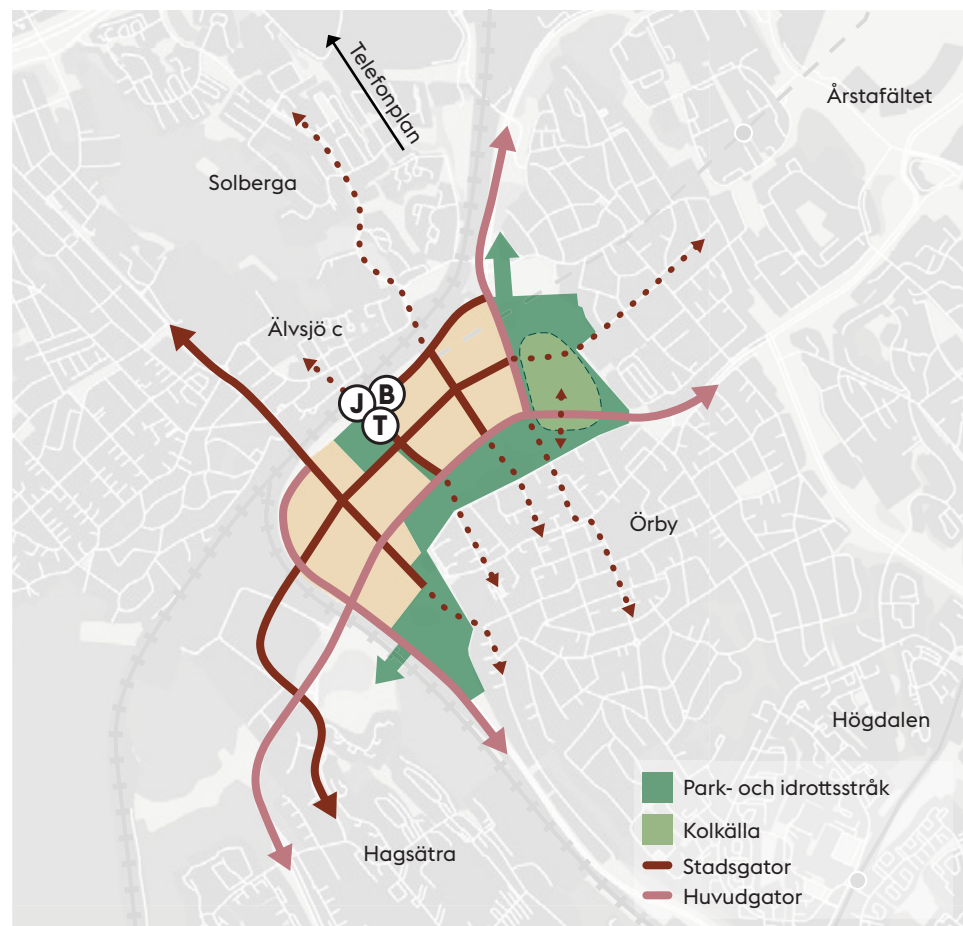 Telefonplan
Årstafältet
Solberga
Älvsjö c
J
B
T
Örby
Högdalen
Hagsätra
Park- och idrottsstråk
Kolkälla
Stadsgator
Huvudgator